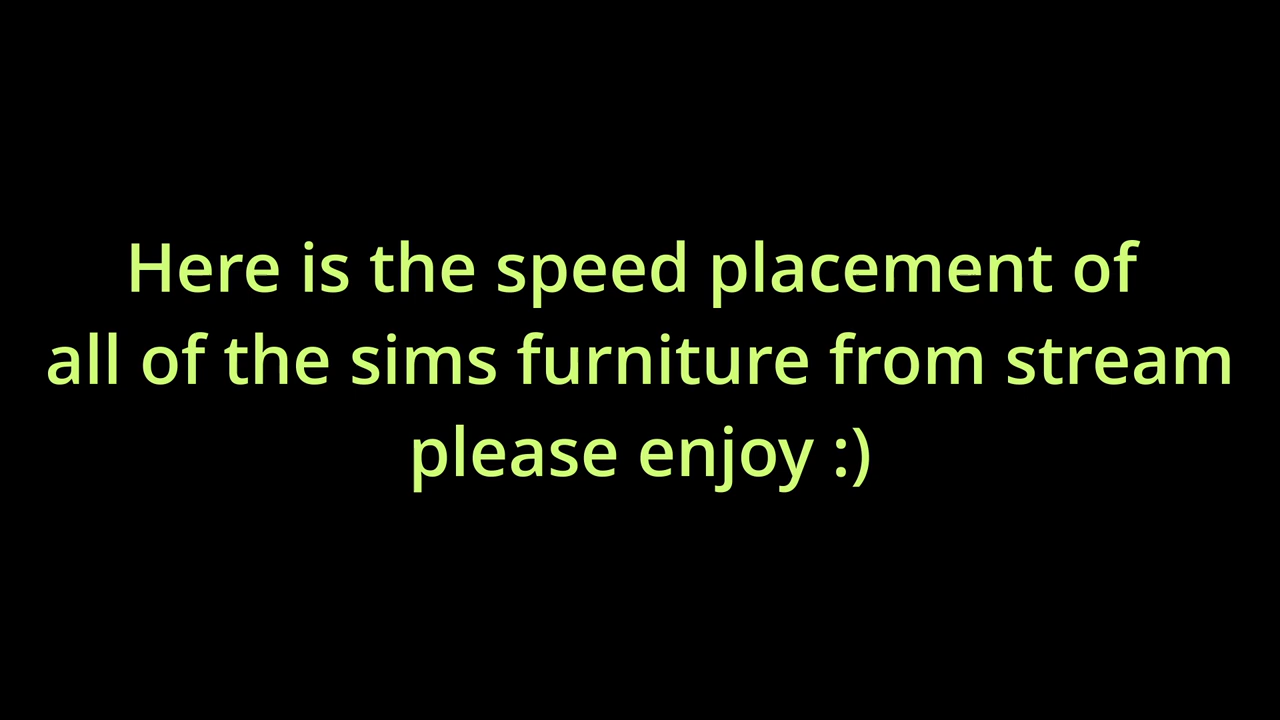 Here is the speed placement of
all of the sims furniture from stream
please enjoy :)